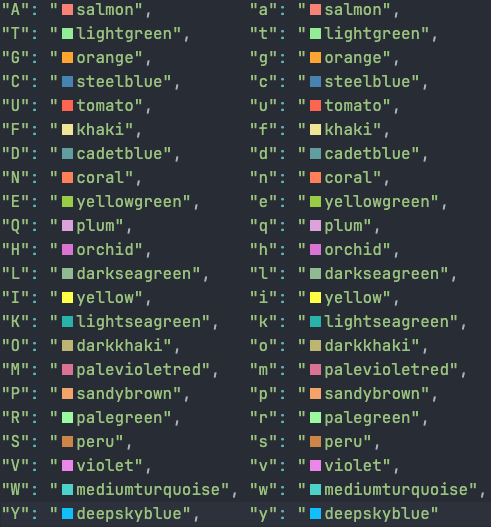 "A": "salmon", "a": "salmon",
"T": "lightgreen", "t": "lightgreen",
"G": "orange", "g": "orange",
"C": "steelblue", "c": "steelblue",
"U": "tomato", "u": "tomato",
"F": "khaki", "f": "khaki",
"D": "cadetblue", "d": "cadetblue",
"N": "coral", "n": "coral",
"E": "yellowgreen", "e": "yellowgreen",
"Q": "plum", "q": "plum",
"H": "orchid", "h": "orchid",
"L": "darkseagreen", "l": "darkseagreen",
"I": "yellow", "i": "yellow",
"K": "lightseagreen", "k": "lightseagreen",
"O": "darkkhaki", "o": "darkkhaki",
"M": "palevioletred", "m": "palevioletred",
"P": "sandybrown", "p": "sandybrown",
"R": "palegreen", "r": "palegreen",
"S": "peru", "s": "peru",
"V": "violet", "v": "violet",
"W": "mediumturquoise", "w": "mediumturquoise",
"Y": "deepskyblue", "y": "deepskyblue"